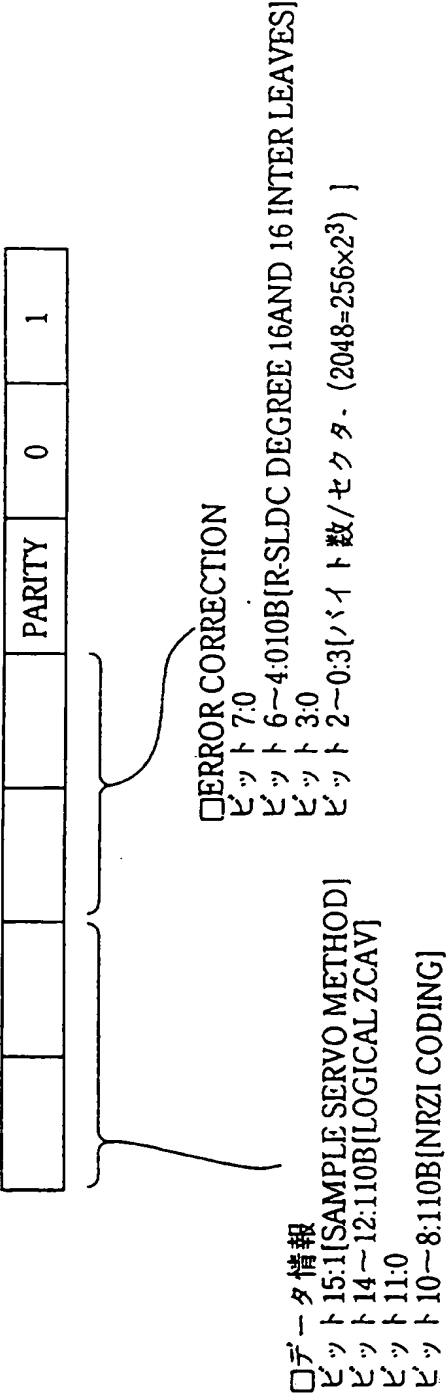 PARITY 0 1
□データ情報
ビット 15:1[SAMPLE SERVO METHOD]
ビット 14～12:110B[LOGICAL ZCAV]
ビット 11:0
ビット 10～8:110B[NRZI CODING]
□ERROR CORRECTION
ビット 7:0
ビット 6～4:010B[R-SLDC DEGREE 16AND 16 INTER LEAVES]
ビット 3:0
ビット 2～0:3[バイト数/セクタ- (2048=256×2³) ]